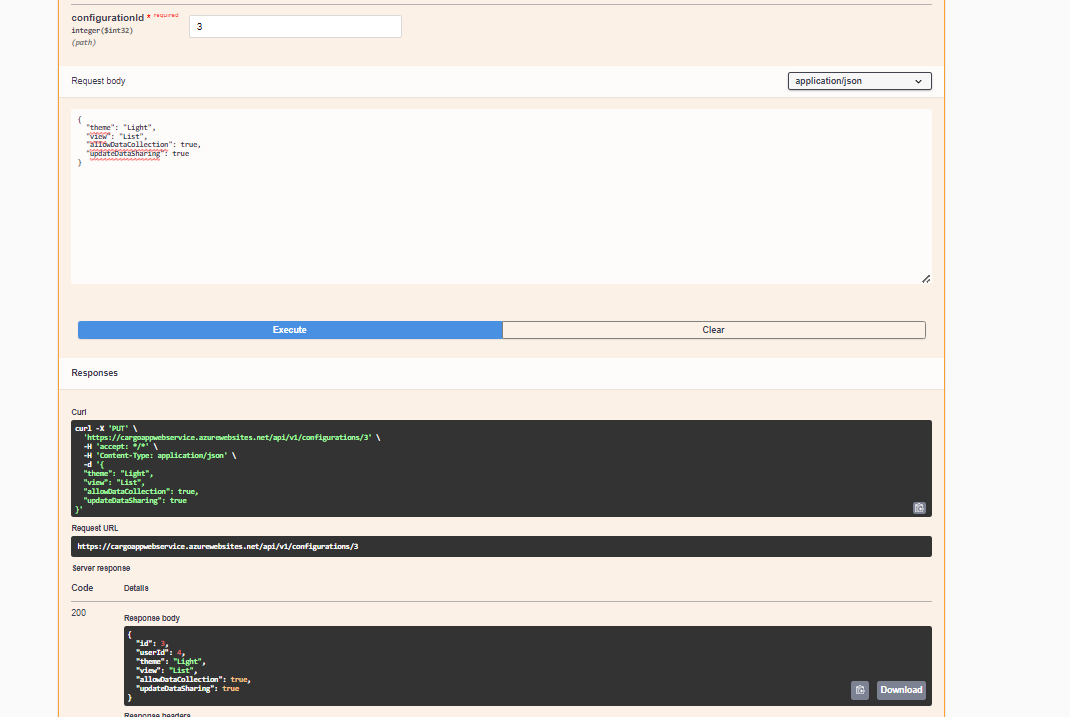 configurationId * required
3
integer($int32)
(path)
Request body
application/json
{
"theme": "Light",
"view": "List",
"allowDataCollection": true,
"updateDataSharing": true
}
Execute
Clear
Responses
Curl
curl -X 'PUT' \
'https://cargoappwebservice.azurewebsites.net/api/v1/configurations/3' \
-H 'accept: */*' \
-H 'Content-Type: application/json' \
-d '{
"theme": "Light",
"view": "List",
"allowDataCollection": true,
"updateDataSharing": true
}'
Request URL
https://cargoappwebservice.azurewebsites.net/api/v1/configurations/3
Server response
Code
Details
200
Response body
{
"id": 3,
"userId": 4,
"theme": "Light",
"view": "List",
"allowDataCollection": true,
"updateDataSharing": true
}
Download
Response headers